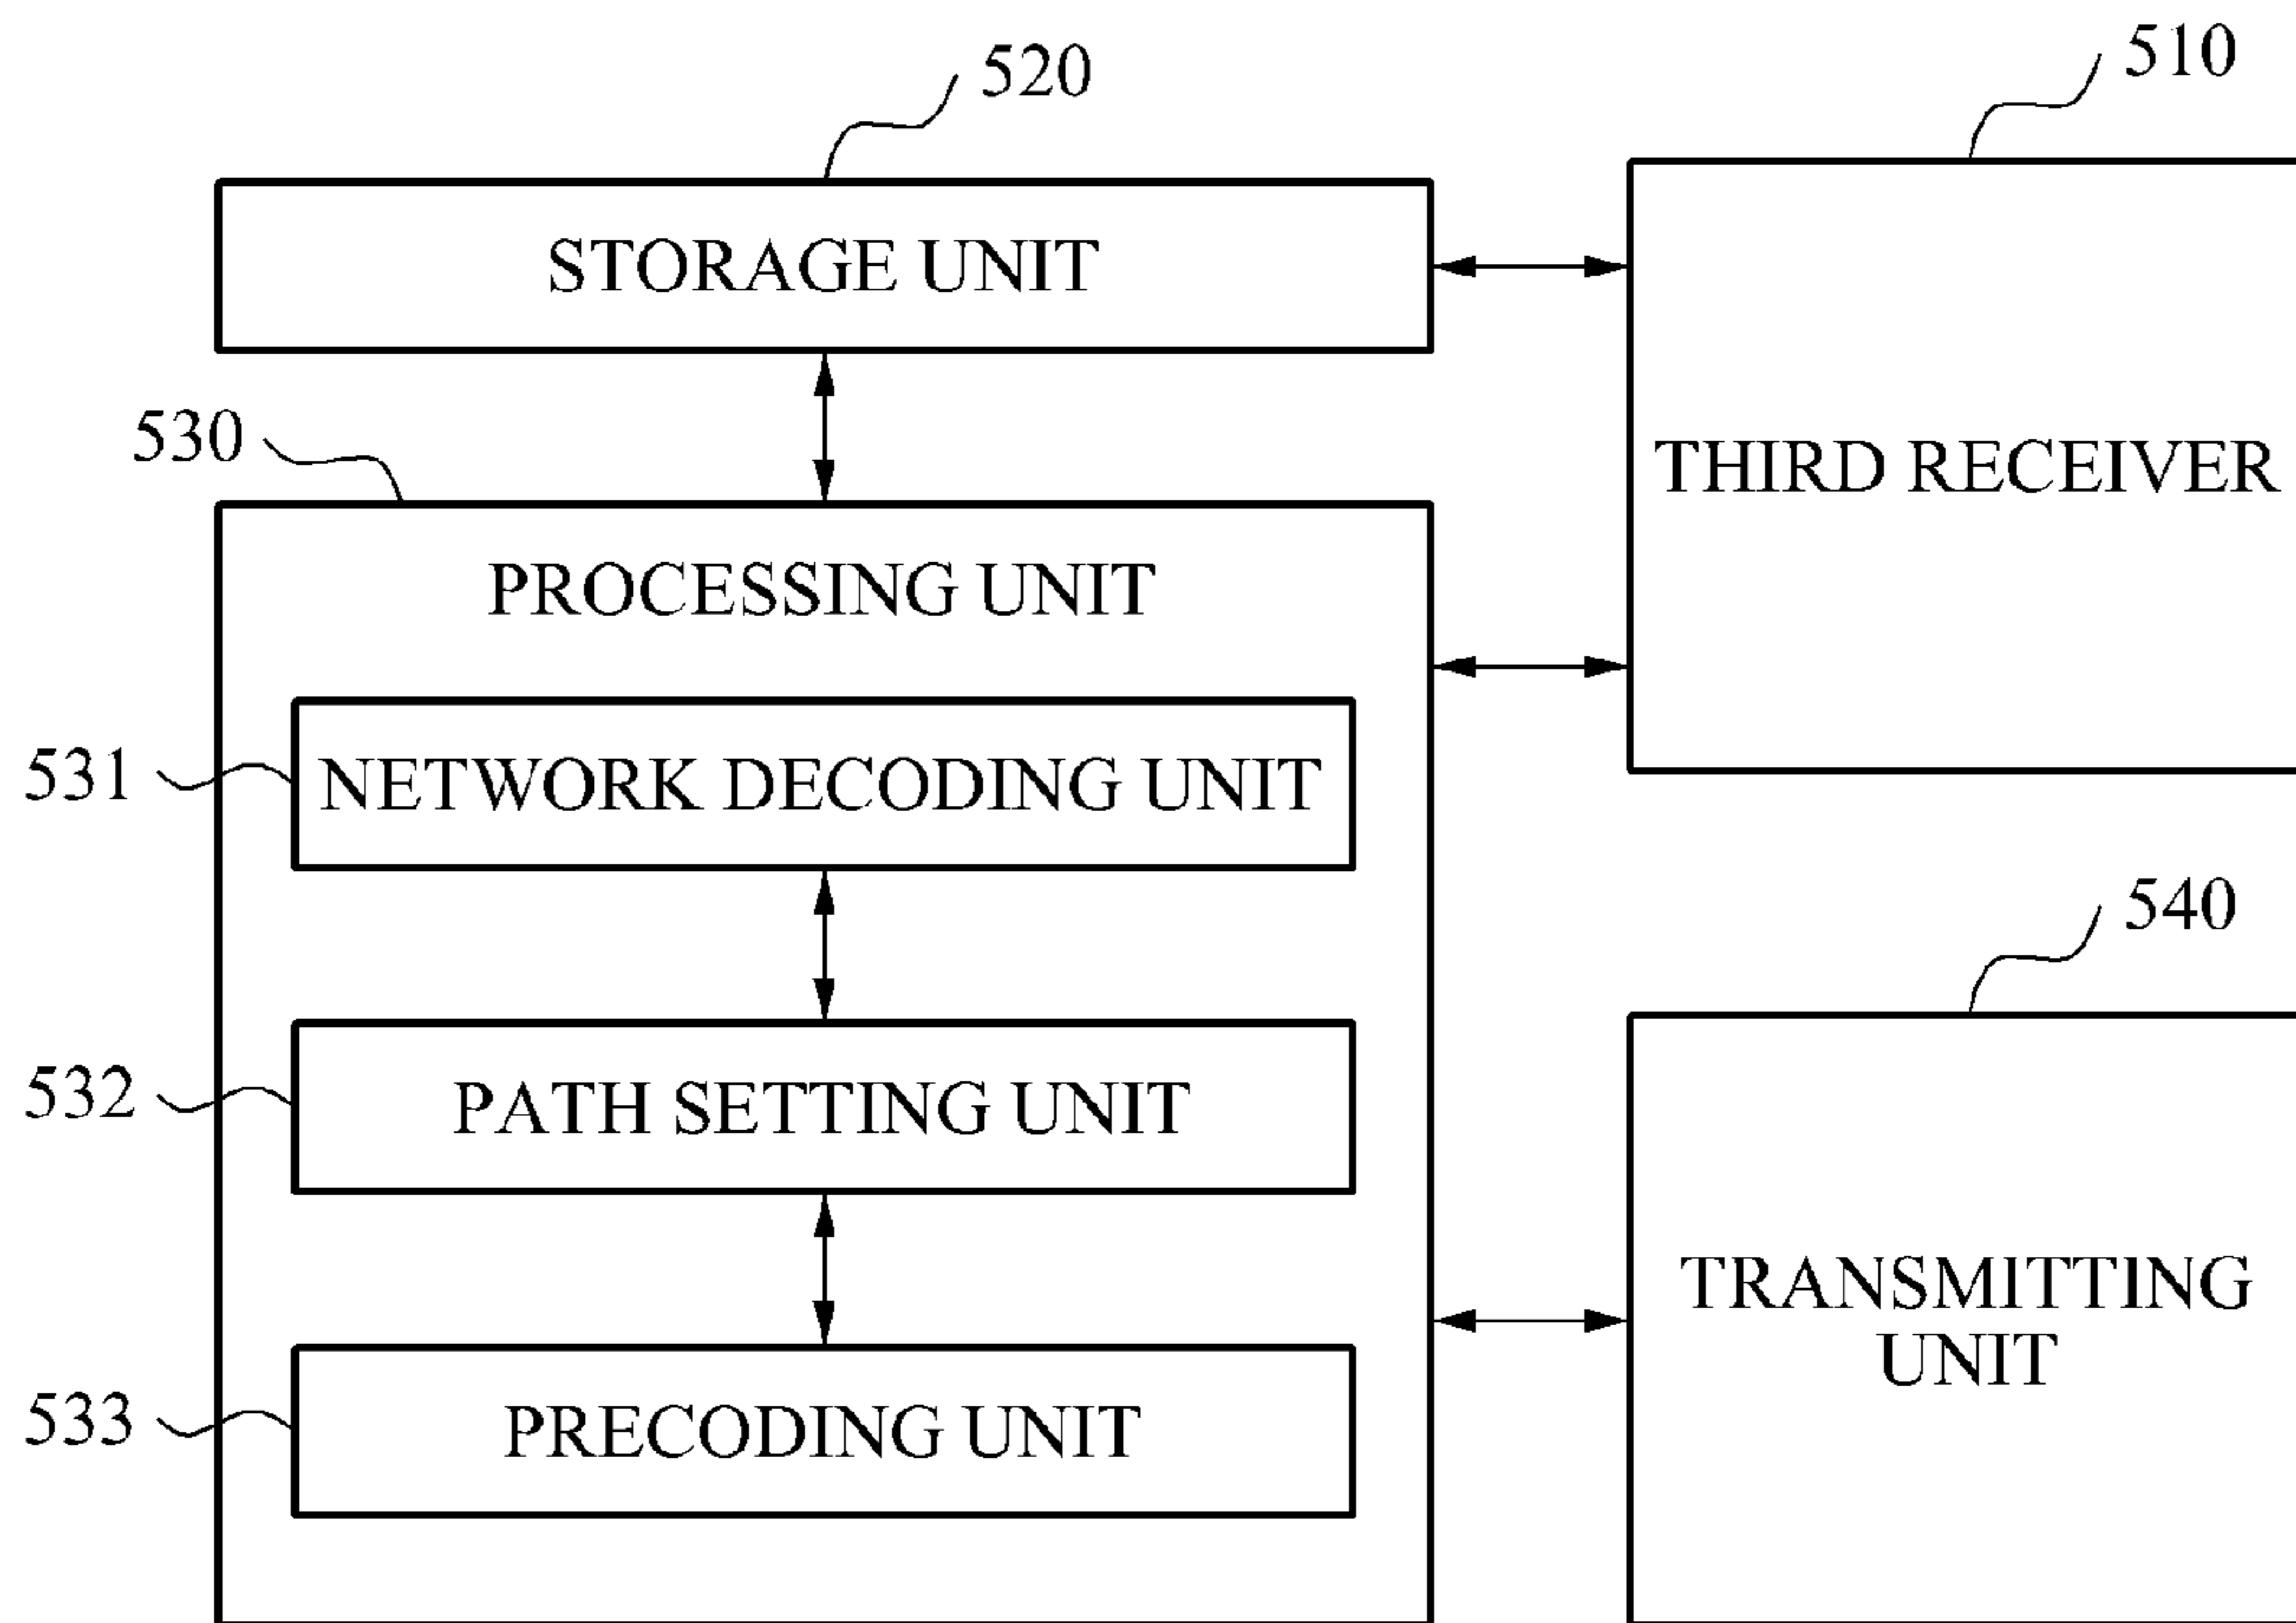 520
510
STORAGE UNIT
530
THIRD RECEIVER
PROCESSING UNIT
531
NETWORK DECODING UNIT
540
532
PATH SETTING UNIT
TRANSMITTING
UNIT
533
PRECODING UNIT